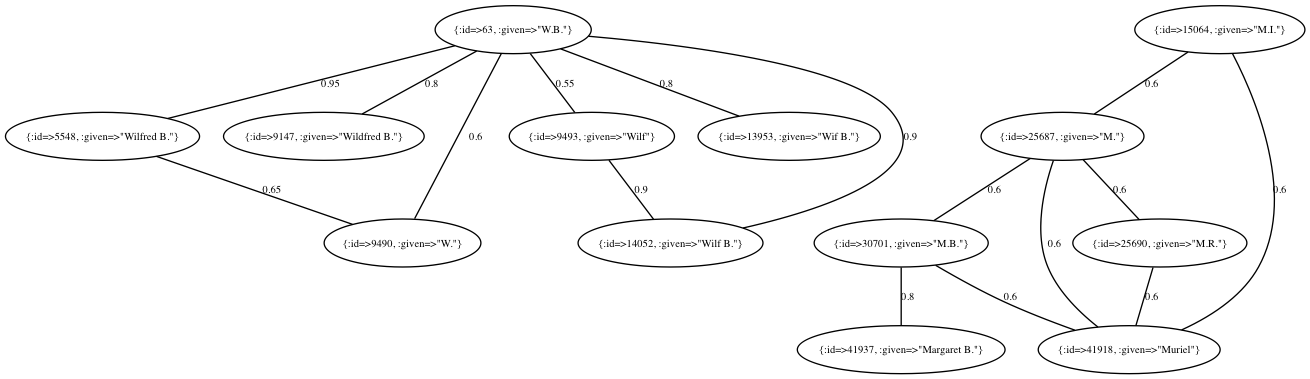 {:id=>63, :given=>"W.B."}
{:id=>15064, :given=>"M.I."}
0.95
0.8
0.55
0.8
0.6
{:id=>5548, :given=>"Wilfred B."}
{:id=>9147, :given=>"Wildfred B."}
0.6
{:id=>9493, :given=>"Wilf"}
{:id=>13953, :given=>"Wif B."}
0.9
{:id=>25687, :given=>"M."}
0.65
0.9
0.6
0.6
0.6
{:id=>9490, :given=>"W."}
{:id=>14052, :given=>"Wilf B."}
{:id=>30701, :given=>"M.B."}
0.6
{:id=>25690, :given=>"M.R."}
0.8
0.6
0.6
{:id=>41937, :given=>"Margaret B."}
{:id=>41918, :given=>"Muriel"}